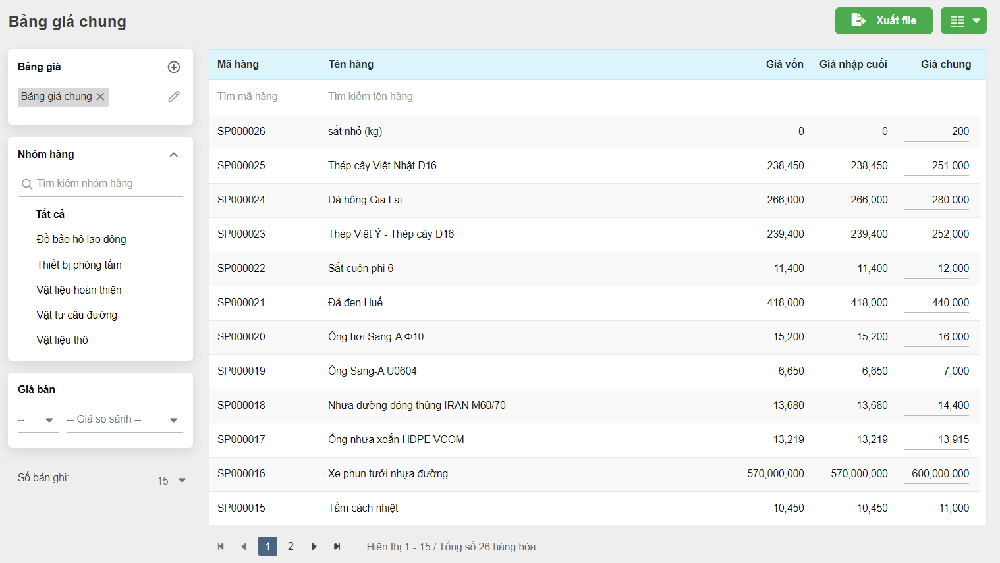 Bảng giá chung
Xuất file
Bảng giá
Bảng giá chung
Nhóm hàng
Tìm kiếm nhóm hàng
Tất cả
Đồ bảo hộ lao động
Thiết bị phòng tắm
Vật liệu hoàn thiện
Vật tư cầu đường
Vật liệu thô
Giá bán
--
-- Giá so sánh --
Số bản ghi:
15
Mã hàng Tên hàng Giá vốn Giá nhập cuối Giá chung
Tìm mã hàng Tìm kiếm tên hàng
SP000026 sắt nhỏ (kg) 0 0 200
SP000025 Thép cây Việt Nhật D16 238,450 238,450 251,000
SP000024 Đá hồng Gia Lai 266,000 266,000 280,000
SP000023 Thép Việt Ý - Thép cây D16 239,400 239,400 252,000
SP000022 Sắt cuộn phi 6 11,400 11,400 12,000
SP000021 Đá đen Huế 418,000 418,000 440,000
SP000020 Ống hơi Sang-A Φ10 15,200 15,200 16,000
SP000019 Ống Sang-A U0604 6,650 6,650 7,000
SP000018 Nhựa đường đóng thùng IRAN M60/70 13,680 13,680 14,400
SP000017 Ống nhựa xoắn HDPE VCOM 13,219 13,219 13,915
SP000016 Xe phun tưới nhựa đường 570,000,000 570,000,000 600,000,000
SP000015 Tấm cách nhiệt 10,450 10,450 11,000
1 2 Hiển thị 1 - 15 / Tổng số 26 hàng hóa